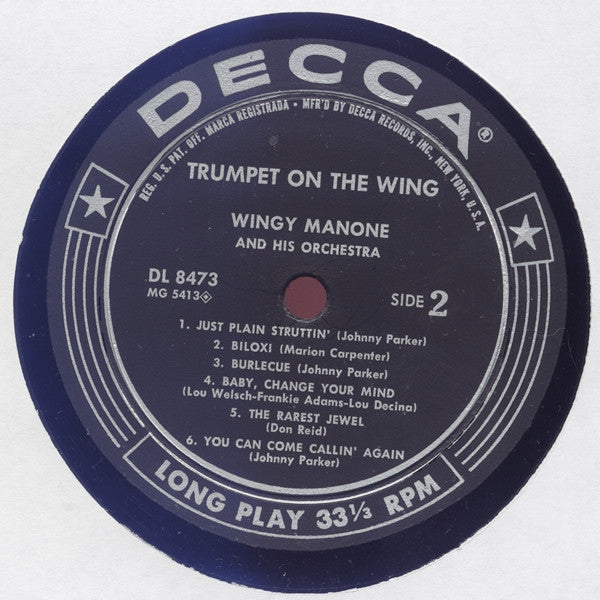 DECCA®
REG. U.S. PAT. OFF. MARCA REGISTRADA • MFR'D BY DECCA RECORDS, INC., NEW YORK, U.S.A.
TRUMPET ON THE WING
WINGY MANONE
AND HIS ORCHESTRA
DL 8473
MG 5413◈
SIDE 2
1. JUST PLAIN STRUTTIN' (Johnny Parker)
2. BILOXI (Marion Carpenter)
3. BURLECUE (Johnny Parker)
4. BABY, CHANGE YOUR MIND
(Lou Welsch-Frankie Adams-Lou Decina)
5. THE RAREST JEWEL
(Don Reid)
6. YOU CAN COME CALLIN' AGAIN
(Johnny Parker)
LONG PLAY 33⅓ RPM